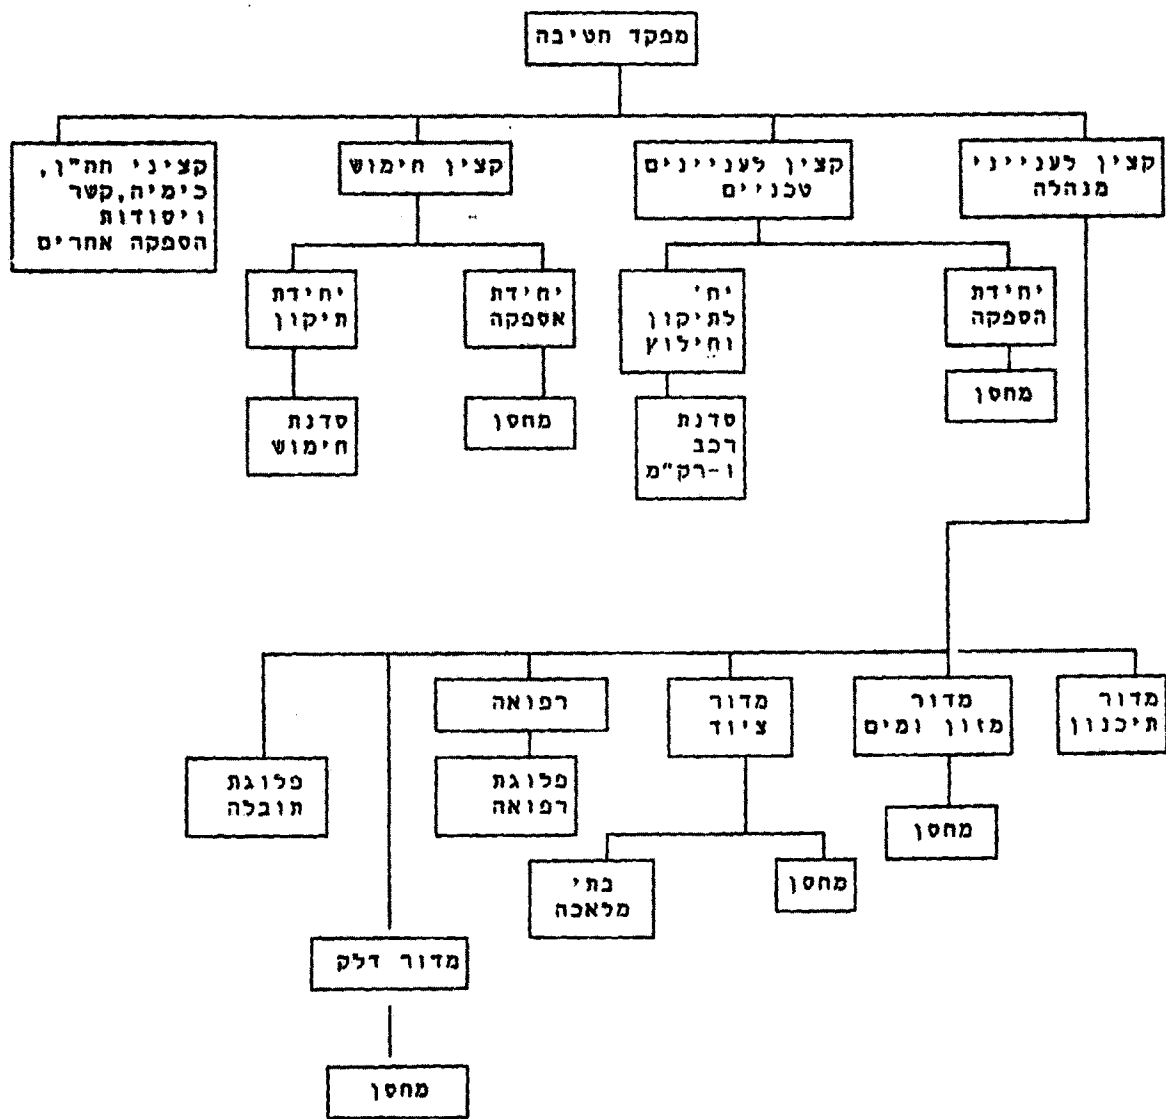 מפקד חטיבה
קצין לענייני
מנהלה
קצין לעניינים
טכניים
קצין חימוש
קציני חה"ן,
כימיה,קשר
ויסודות
הספקה אחרים
יחידת
הספקה
מחסן
יח'
לתיקון
וחילוץ
סדנת
רכב
ו-רק"מ
יחידת
אספקה
מחסן
יחידת
תיקון
סדנת
חימוש
מדור
תיכנון
מדור
מזון ומים
מחסן
מדור
ציוד
מחסן
בתי
מלאכה
רפואה
פלוגת
רפואה
מדור דלק
מחסן
פלוגת
תובלה